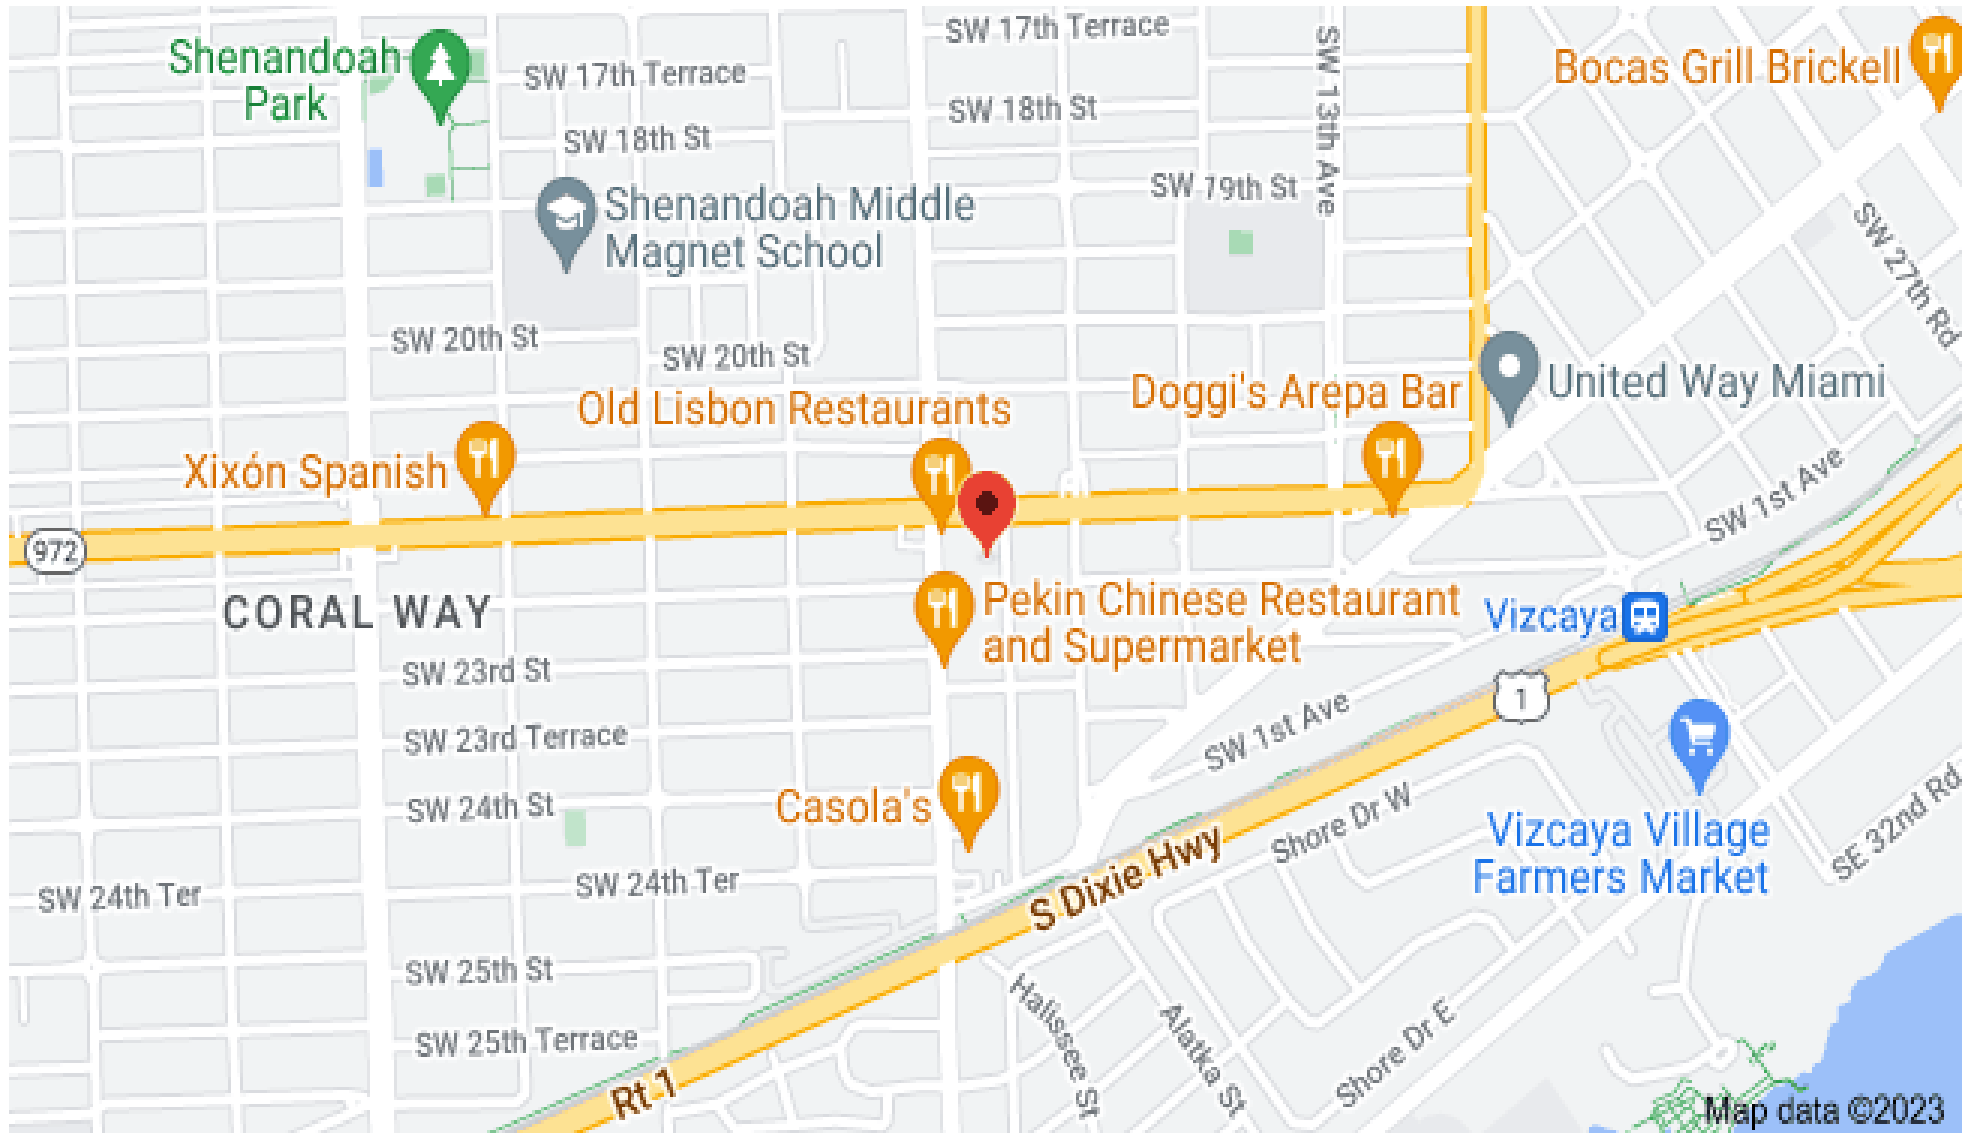 SW 17th Terrace
Shenandoah
Park
SW 17th Terrace
SW 13th Ave
Bocas Grill Brickell
SW 18th St
SW 18th St
SW 79th St
Shenandoah Middle
Magnet School
SW 27th Rd
SW 20th St
SW 20th St
Old Lisbon Restaurants
Doggi's Arepa Bar
United Way Miami
Xixón Spanish
SW 1st Ave
972
CORAL WAY
Pekin Chinese Restaurant
and Supermarket
Vizcaya
SW 23rd St
1
SW 1st Ave
SW 23rd Terrace
SW 24th St
Casola's
Shore Dr W
Vizcaya Village
Farmers Market
SE 32nd Rd
S Dixie Hwy
SW 24th Ter
SW 24th Ter
SW 25th St
Halissee St
Alatka St
Shore Dr E
SW 25th Terrace
Rt 1
Map data ©2023